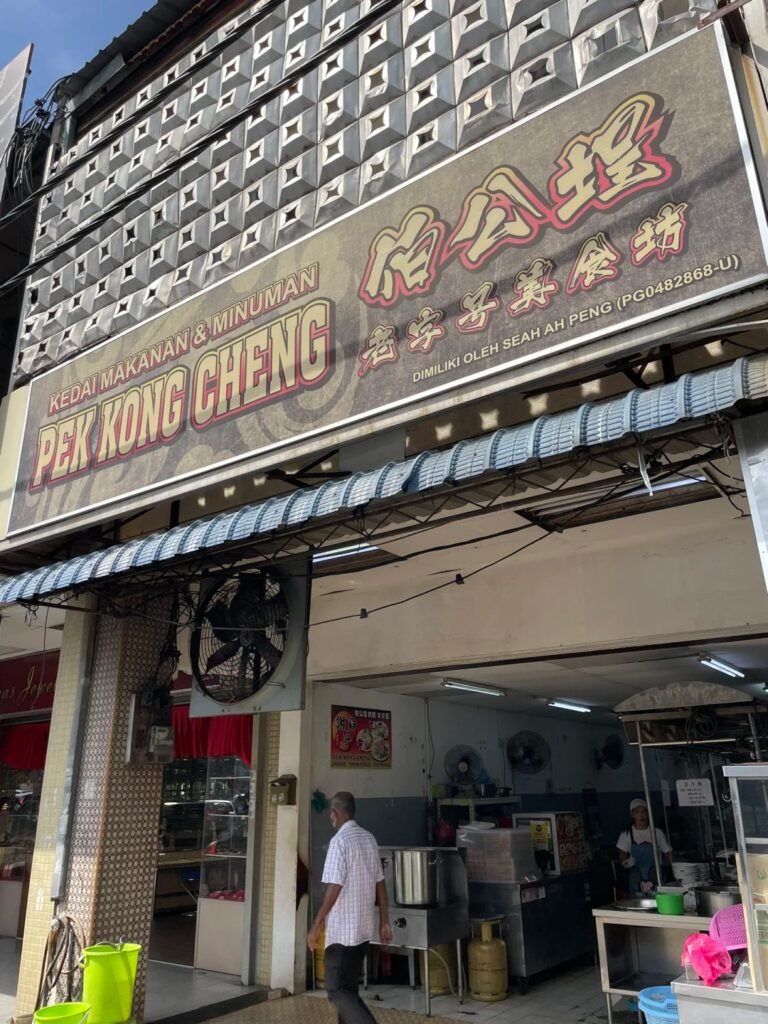 KEDAI MAKANAN & MINUMAN
PEK KONG CHENG
伯公埕
老字号美食坊
DIMILIKI OLEH SEAH AH PENG (PG0482868-U)